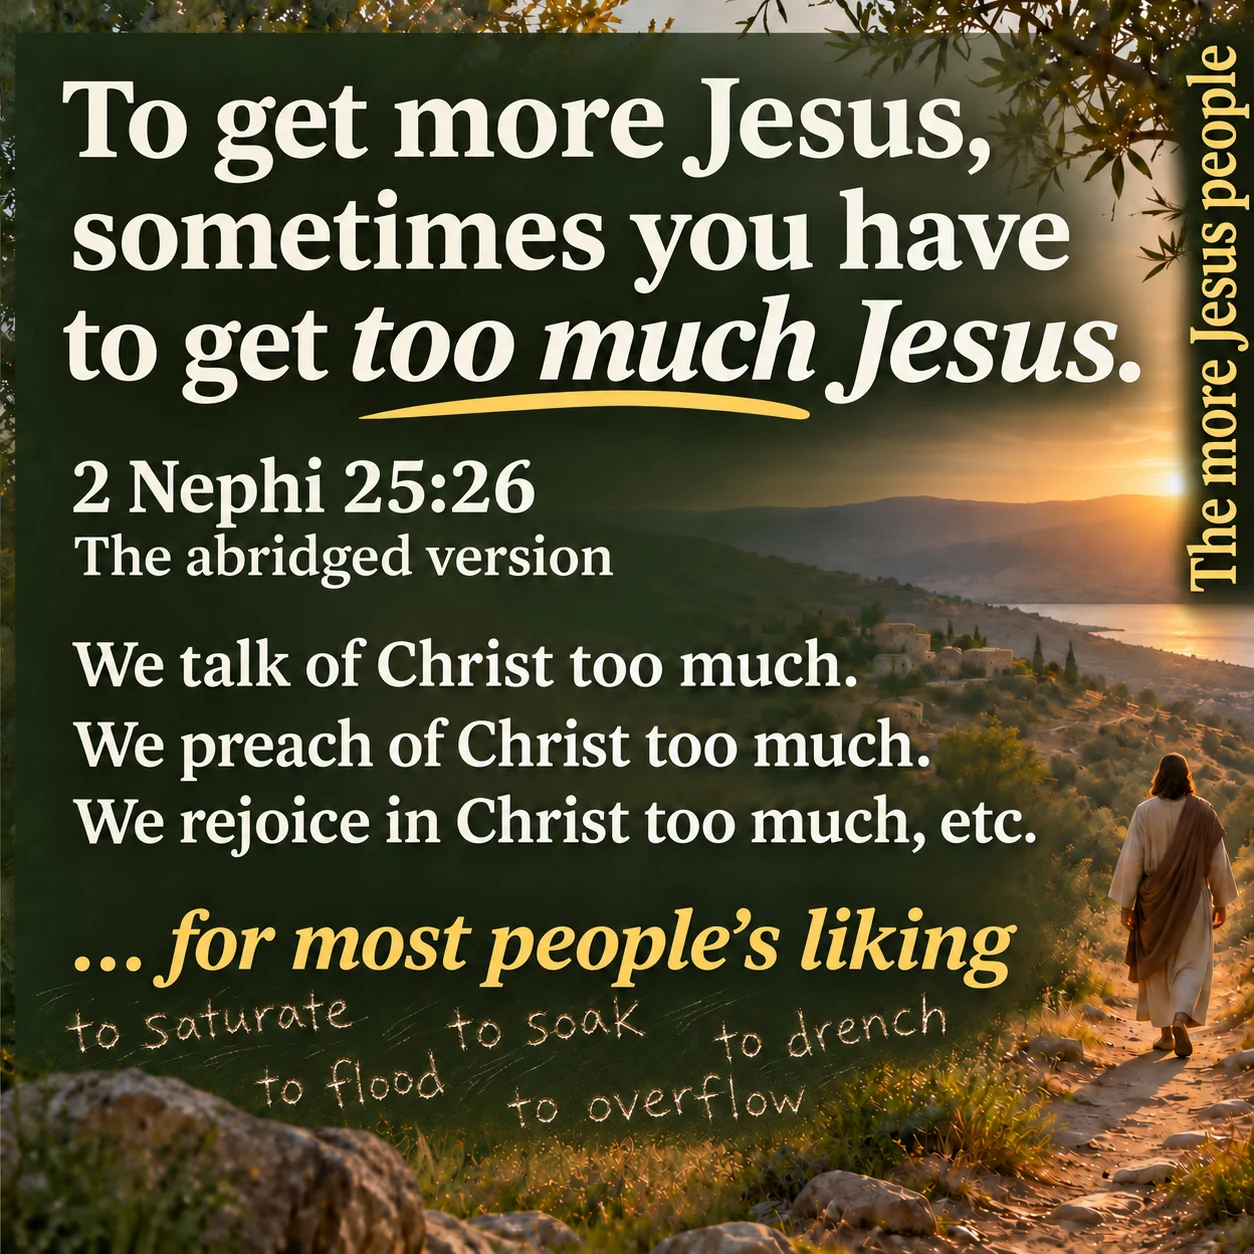 To get more Jesus,
sometimes you have
to get too much Jesus.
2 Nephi 25:26
The abridged version
We talk of Christ too much.
We preach of Christ too much.
We rejoice in Christ too much, etc.
... for most people’s liking
to saturate to soak to drench
to flood to overflow
The more Jesus people